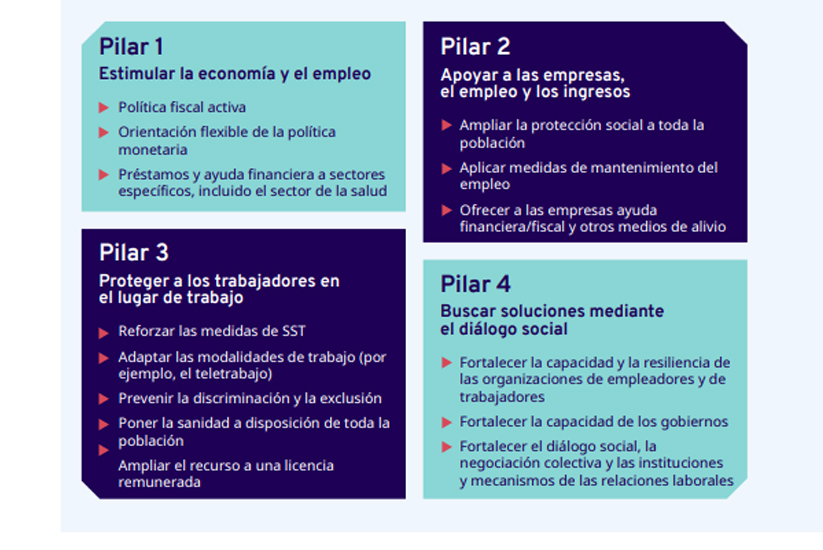 Pilar 1
Estimular la economía y el empleo
Política fiscal activa
Orientación flexible de la política
monetaria
Préstamos y ayuda financiera a sectores
específicos, incluido el sector de la salud
Pilar 2
Apoyar a las empresas,
el empleo y los ingresos
Ampliar la protección social a toda la
población
Aplicar medidas de mantenimiento del
empleo
Ofrecer a las empresas ayuda
financiera/fiscal y otros medios de alivio
Pilar 3
Proteger a los trabajadores en
el lugar de trabajo
Reforzar las medidas de SST
Adaptar las modalidades de trabajo (por
ejemplo, el teletrabajo)
Prevenir la discriminación y la exclusión
Poner la sanidad a disposición de toda la
población
Ampliar el recurso a una licencia
remunerada
Pilar 4
Buscar soluciones mediante
el diálogo social
Fortalecer la capacidad y la resiliencia de
las organizaciones de empleadores y de
trabajadores
Fortalecer la capacidad de los gobiernos
Fortalecer el diálogo social, la
negociación colectiva y las instituciones
y mecanismos de las relaciones laborales